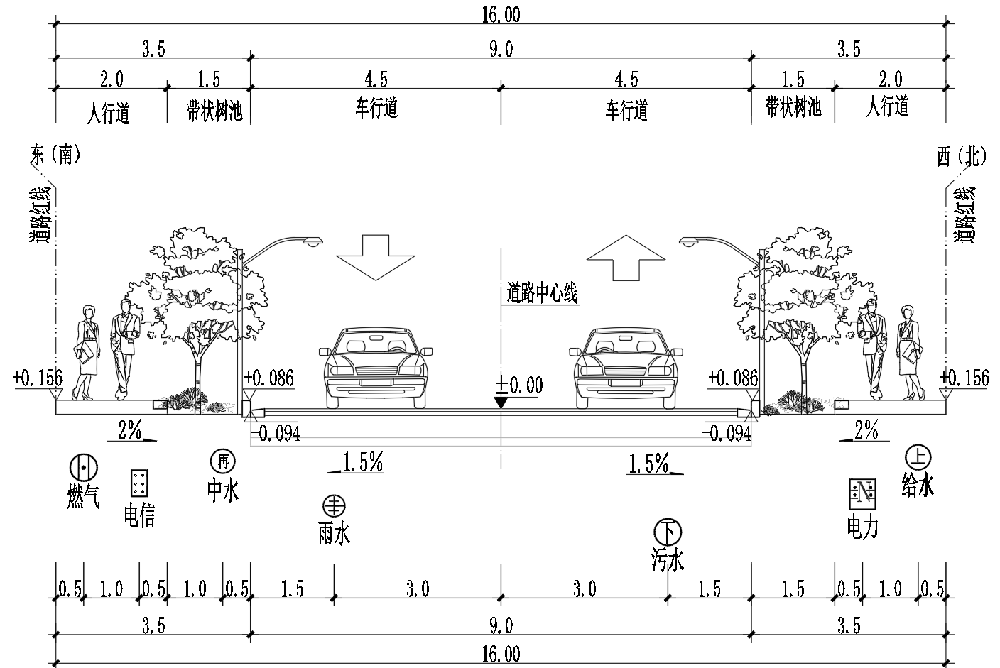 16.00
3.5 9.0 3.5
2.0 1.5 4.5 4.5 1.5 2.0
人行道 带状树池 车行道 车行道 带状树池 人行道
东(南) 西(北)
道路红线 道路红线
道路中心线
+0.156 +0.086 ±0.00 +0.086 +0.156
-0.094 -0.094
2% 2%
1.5% 1.5%
再 上
燃气 中水 给水
N
电信 电力
雨水
下
污水
0.5 1.0 0.5 1.0 0.5 1.5 3.0 3.0 1.5 1.5 0.5 1.0 0.5
3.5 9.0 3.5
16.00